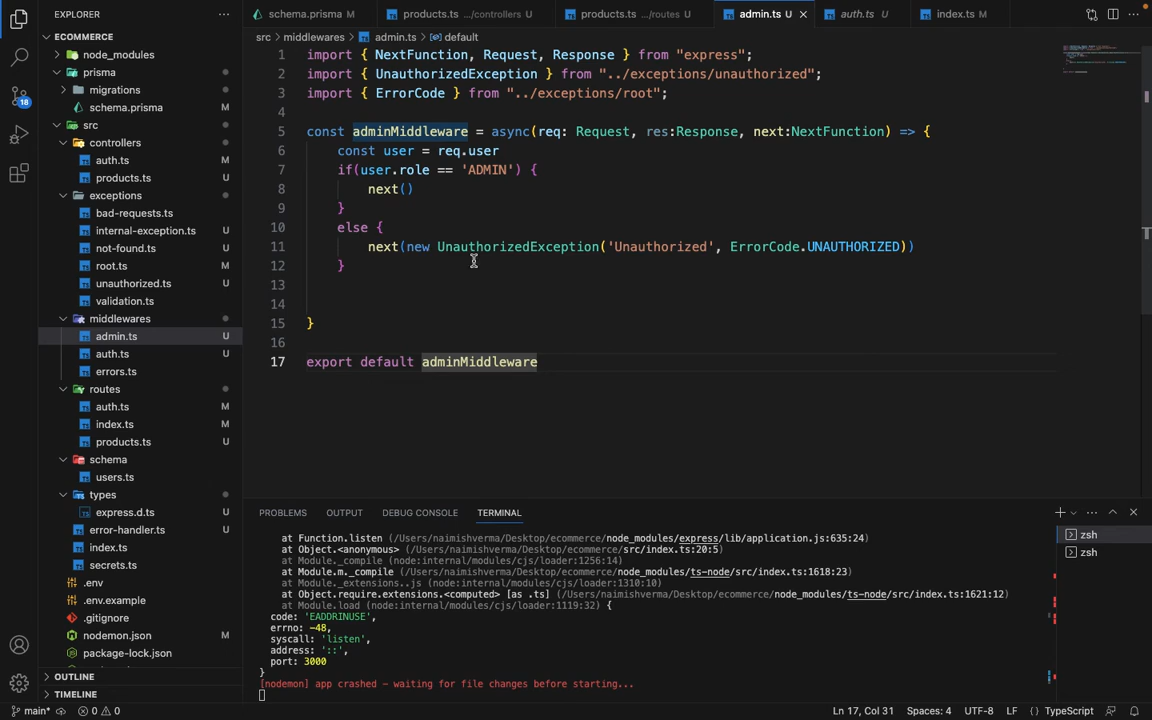 EXPLORER
schema.prisma M
products.ts .../controllers U
products.ts .../routes U
admin.ts U
auth.ts U
index.ts M
ECOMMERCE
src > middlewares > admin.ts > default
node_modules
prisma
migrations
schema.prisma M
src
controllers
auth.ts M
products.ts U
exceptions
bad-requests.ts U
internal-exception.ts U
not-found.ts U
root.ts U
unauthorized.ts U
validation.ts U
middlewares
admin.ts U
auth.ts U
errors.ts U
routes
auth.ts M
index.ts M
products.ts U
schema
users.ts U
types
express.d.ts U
error-handler.ts U
index.ts M
secrets.ts U
.env
.env.example U
.gitignore
nodemon.json M
package-lock.json
OUTLINE
TIMELINE
1 import { NextFunction, Request, Response } from "express";
2 import { UnauthorizedException } from "../exceptions/unauthorized";
3 import { ErrorCode } from "../exceptions/root";
4
5 const adminMiddleware = async(req: Request, res:Response, next:NextFunction) => {
6 const user = req.user
7 if(user.role == 'ADMIN') {
8 next()
9 }
10 else {
11 next(new UnauthorizedException('Unauthorized', ErrorCode.UNAUTHORIZED))
12 }
13
14
15 }
16
17 export default adminMiddleware
PROBLEMS OUTPUT DEBUG CONSOLE TERMINAL
at Function.listen (/Users/naimishverma/Desktop/ecommerce/node_modules/express/lib/application.js:635:24)
at Object.<anonymous> (/Users/naimishverma/Desktop/ecommerce/src/index.ts:20:5)
at Module._compile (node:internal/modules/cjs/loader:1256:14)
at Module.m._compile (/Users/naimishverma/Desktop/ecommerce/node_modules/ts-node/src/index.ts:1618:23)
at Module._extensions..js (node:internal/modules/cjs/loader:1310:10)
at Object.require.extensions.<computed> [as .ts] (/Users/naimishverma/Desktop/ecommerce/node_modules/ts-node/src/index.ts:1621:12)
at Module.load (node:internal/modules/cjs/loader:1119:32) {
code: 'EADDRINUSE',
errno: -48,
syscall: 'listen',
address: '::',
port: 3000
}
[nodemon] app crashed - waiting for file changes before starting...
zsh
zsh
18
main* 0 0
Ln 17, Col 31 Spaces: 4 UTF-8 LF { } TypeScript